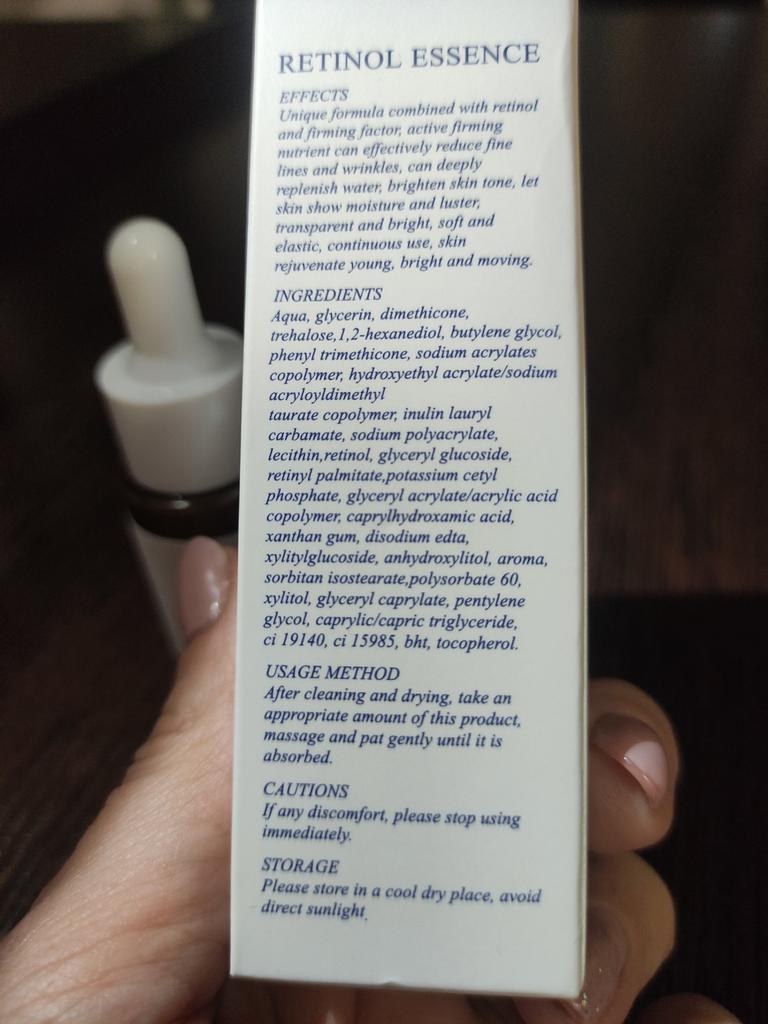 RETINOL ESSENCE
EFFECTS
Unique formula combined with retinol
and firming factor, active firming
nutrient can effectively reduce fine
lines and wrinkles, can deeply
replenish water, brighten skin tone, let
skin show moisture and luster,
transparent and bright, soft and
elastic, continuous use, skin
rejuvenate young, bright and moving.
INGREDIENTS
Aqua, glycerin, dimethicone,
trehalose,1,2-hexanediol, butylene glycol,
phenyl trimethicone, sodium acrylates
copolymer, hydroxyethyl acrylate/sodium
acryloyldimethyl
taurate copolymer, inulin lauryl
carbamate, sodium polyacrylate,
lecithin,retinol, glyceryl glucoside,
retinyl palmitate,potassium cetyl
phosphate, glyceryl acrylate/acrylic acid
copolymer, caprylhydroxamic acid,
xanthan gum, disodium edta,
xylitylglucoside, anhydroxylitol, aroma,
sorbitan isostearate,polysorbate 60,
xylitol, glyceryl caprylate, pentylene
glycol, caprylic/capric triglyceride,
ci 19140, ci 15985, bht, tocopherol.
USAGE METHOD
After cleaning and drying, take an
appropriate amount of this product,
massage and pat gently until it is
absorbed.
CAUTIONS
If any discomfort, please stop using
immediately.
STORAGE
Please store in a cool dry place, avoid
direct sunlight.